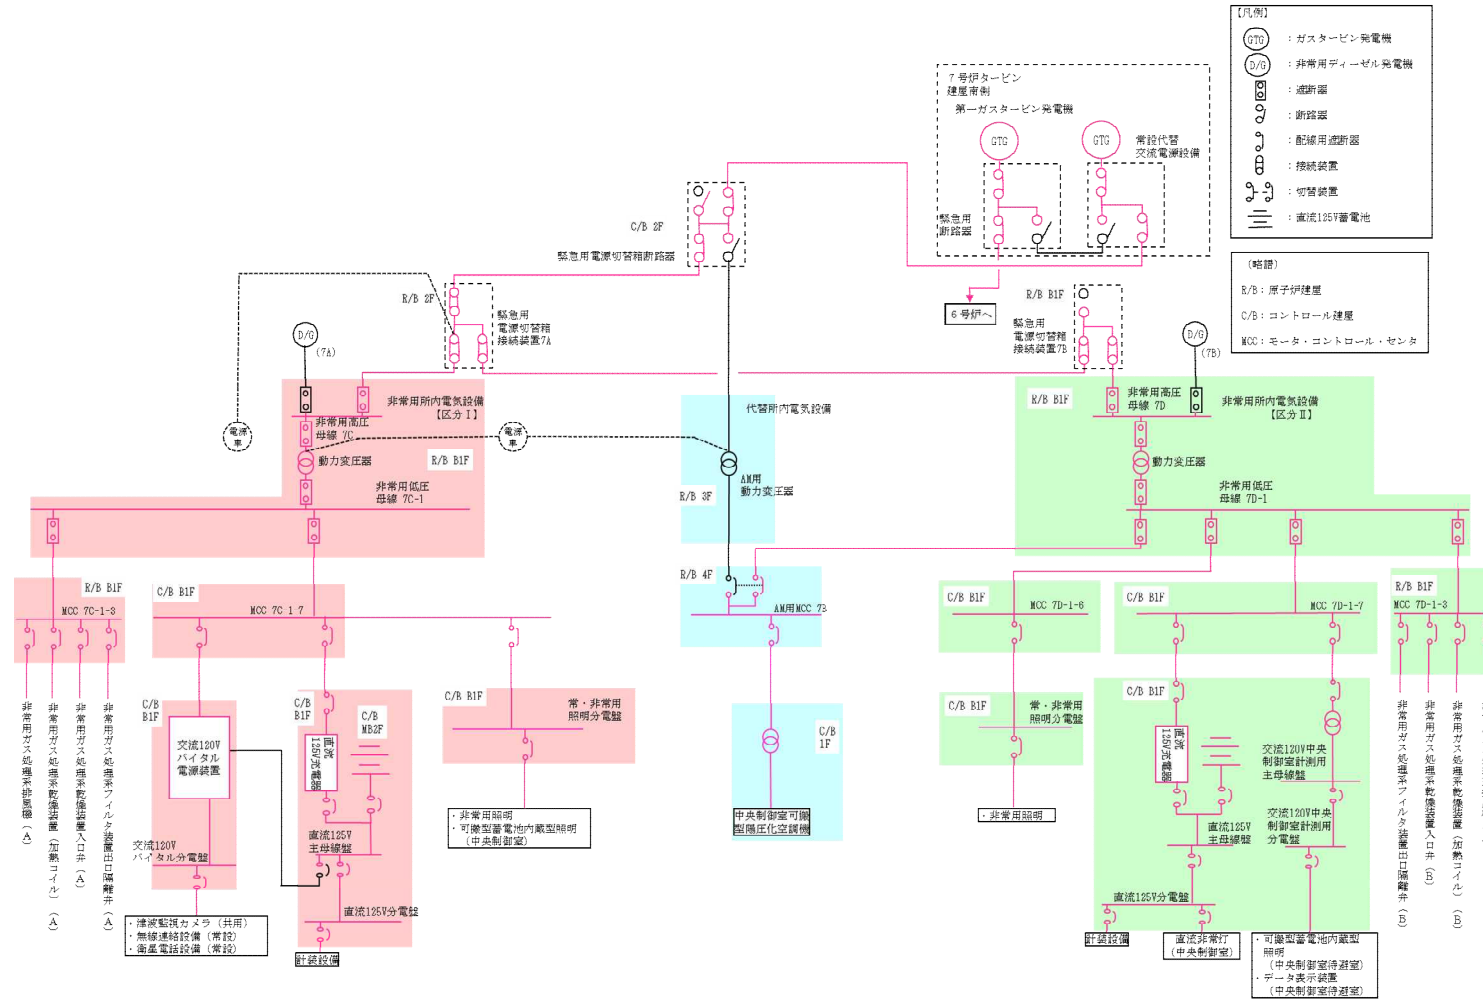 【凡例】
GTG
：ガスタービン発電機
D/G
：非常用ディーゼル発電機
：遮断器
：断路器
：配線用遮断器
：接続装置
：切替装置
：直流125V蓄電池
（略語）
R/B：原子炉建屋
C/B：コントロール建屋
MCC：モータ・コントロール・センタ
7号炉タービン
建屋南側
第一ガスタービン発電機
GTG
GTG
常設代替
交流電源設備
緊急用
断路器
6号炉へ
C/B 2F
緊急用電源切替箱断路器
R/B 2F
緊急用
電源切替箱
接続装置7A
R/B B1F
緊急用
電源切替箱
接続装置7B
D/G
(7A)
D/G
(7B)
非常用所内電気設備
【区分Ⅰ】
非常用高圧
母線 7C
動力変圧器
R/B B1F
非常用低圧
母線 7C-1
電源
車
電源
車
代替所内電気設備
AM用
動力変圧器
R/B 3F
R/B B1F
非常用高圧
母線 7D
非常用所内電気設備
【区分Ⅱ】
動力変圧器
非常用低圧
母線 7D-1
R/B B1F
MCC 7C-1-3
C/B B1F
MCC 7C-1-7
R/B 4F
AM用MCC 7B
C/B B1F
MCC 7D-1-6
C/B B1F
MCC 7D-1-7
R/B B1F
MCC 7D-1-3
非常用ガス処理系排風機（A）
非常用ガス処理系乾燥装置（加熱コイル）（A）
非常用ガス処理系乾燥装置入口弁（A）
非常用ガス処理系フィルタ装置出口隔離弁（A）
C/B
B1F
交流120V
バイタル
電源装置
交流120V
バイタル分電盤
・津波監視カメラ（共用）
・無線連絡設備（常設）
・衛星電話設備（常設）
C/B
B1F
直流
125V充電器
C/B
MB2F
直流125V
主母線盤
直流125V分電盤
計装設備
C/B B1F
常・非常用
照明分電盤
・非常用照明
・可搬型蓄電池内蔵型照明
（中央制御室）
C/B
1F
中央制御室可搬
型陽圧化空調機
C/B B1F
常・非常用
照明分電盤
・非常用照明
C/B B1F
直流
125V充電器
直流125V
主母線盤
直流125V分電盤
計装設備
直流非常灯
（中央制御室）
交流120V中央
制御室計測用
主母線盤
交流120V中央
制御室計測用
分電盤
・可搬型蓄電池内蔵型
照明
（中央制御室待避室）
・データ表示装置
（中央制御室待避室）
非常用ガス処理系フィルタ装置出口隔離弁（B）
非常用ガス処理系乾燥装置入口弁（B）
非常用ガス処理系乾燥装置（加熱コイル）（B）